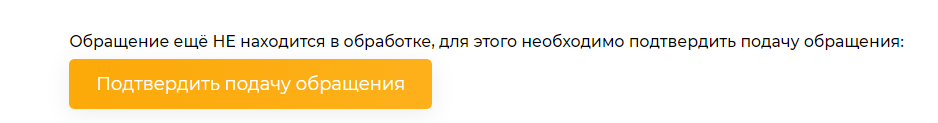 Обращение ещё НЕ находится в обработке, для этого необходимо подтвердить подачу обращения:
Подтвердить подачу обращения